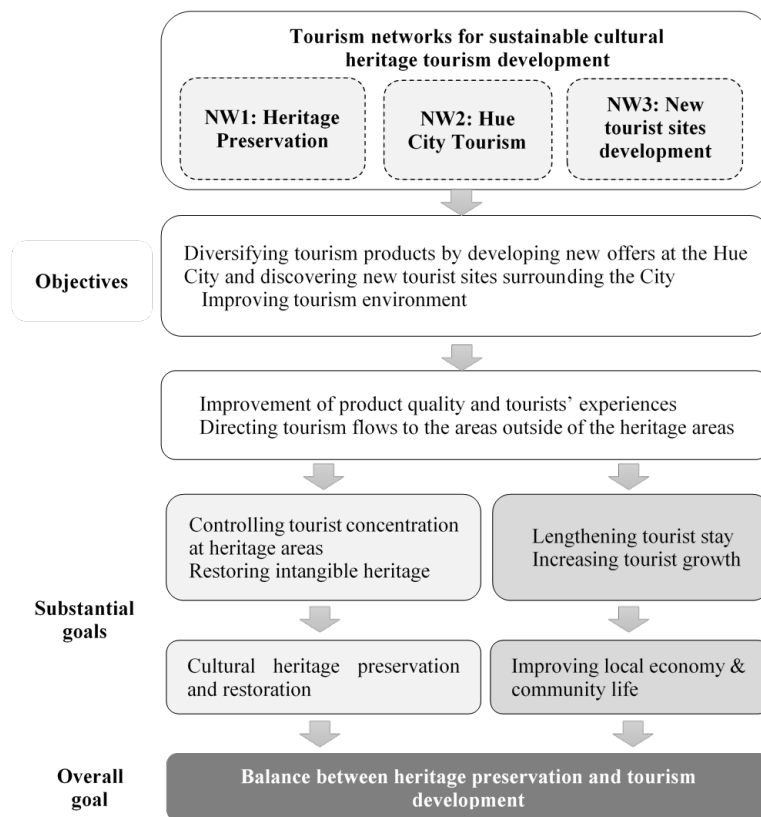 Tourism networks for sustainable cultural
heritage tourism development
NW1: Heritage
Preservation
NW2: Hue
City Tourism
NW3: New
tourist sites
development
Objectives
Diversifying tourism products by developing new offers at the Hue
City and discovering new tourist sites surrounding the City
Improving tourism environment
Improvement of product quality and tourists’ experiences
Directing tourism flows to the areas outside of the heritage areas
Substantial
goals
Controlling tourist concentration
at heritage areas
Restoring intangible heritage
Lengthening tourist stay
Increasing tourist growth
Cultural heritage preservation
and restoration
Improving local economy &
community life
Overall
goal
Balance between heritage preservation and tourism
development